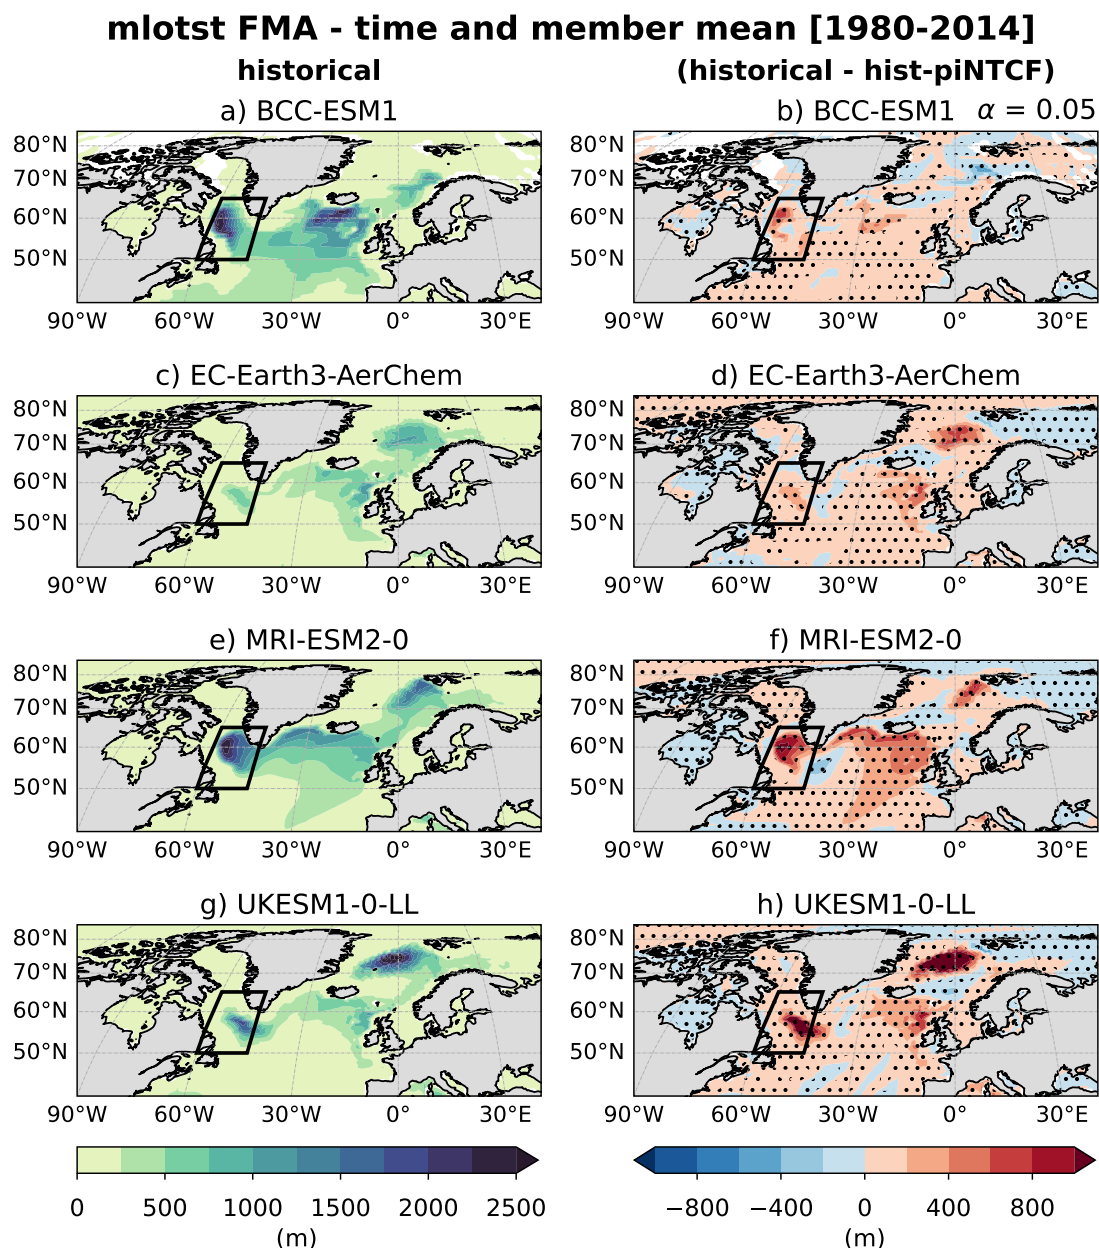 mlotst FMA - time and member mean [1980-2014]
historical
(historical - hist-piNTCF)
a) BCC-ESM1
b) BCC-ESM1 α = 0.05
80°N
70°N
60°N
50°N
90°W 60°W 30°W 0° 30°E
90°W 60°W 30°W 0° 30°E
c) EC-Earth3-AerChem
d) EC-Earth3-AerChem
80°N
70°N
60°N
50°N
80°N
70°N
60°N
50°N
90°W 60°W 30°W 0° 30°E
90°W 60°W 30°W 0° 30°E
e) MRI-ESM2-0
f) MRI-ESM2-0
80°N
70°N
60°N
50°N
80°N
70°N
60°N
50°N
90°W 60°W 30°W 0° 30°E
90°W 60°W 30°W 0° 30°E
g) UKESM1-0-LL
h) UKESM1-0-LL
80°N
70°N
60°N
50°N
80°N
70°N
60°N
50°N
90°W 60°W 30°W 0° 30°E
90°W 60°W 30°W 0° 30°E
0 500 1000 1500 2000 2500
(m)
−800 −400 0 400 800
(m)